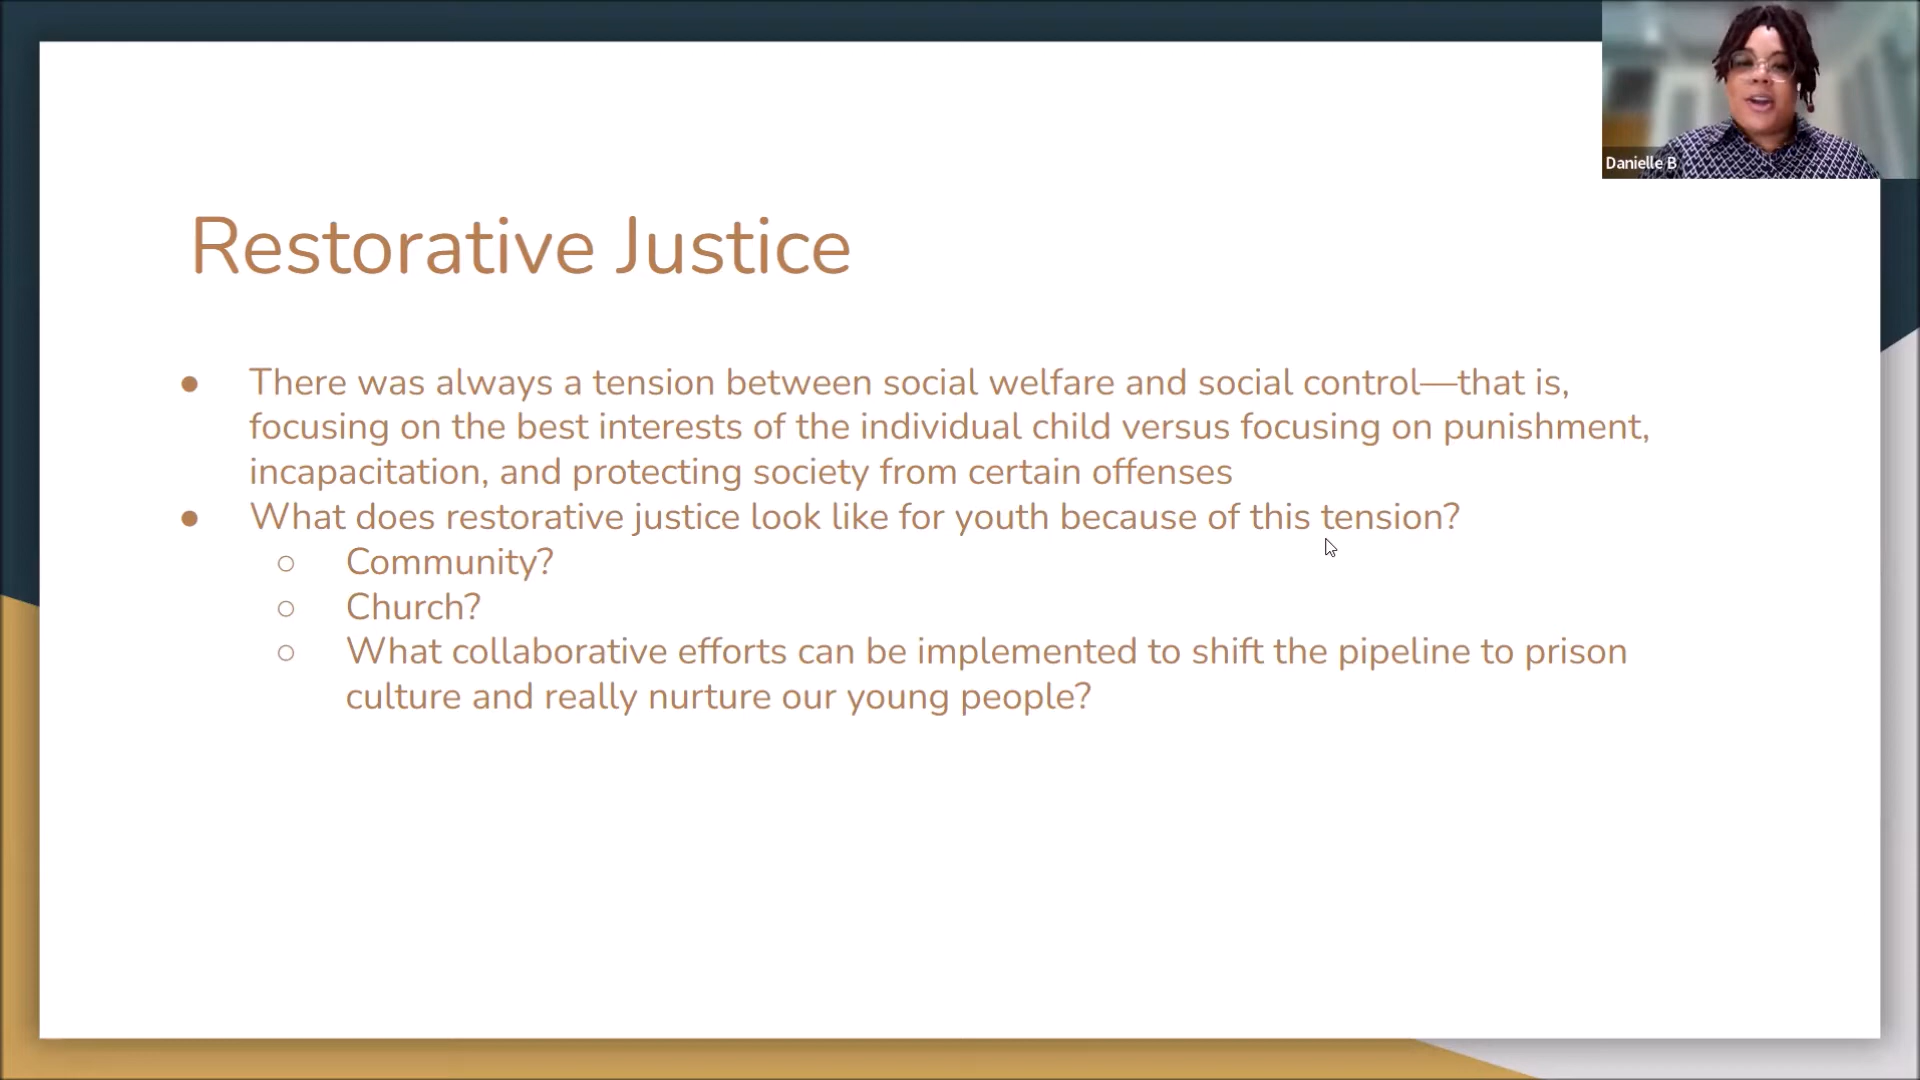 Danielle B
Restorative Justice
● There was always a tension between social welfare and social control—that is,
focusing on the best interests of the individual child versus focusing on punishment,
incapacitation, and protecting society from certain offenses
● What does restorative justice look like for youth because of this tension?
○ Community?
○ Church?
○ What collaborative efforts can be implemented to shift the pipeline to prison
culture and really nurture our young people?